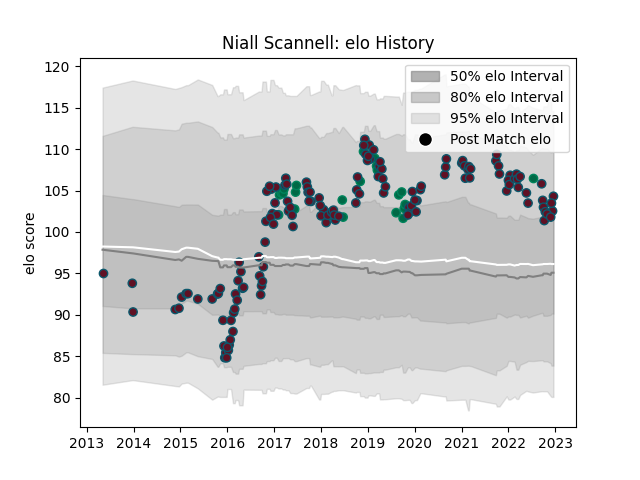 Niall Scannell: elo History
120
115
110
105
100
95
90
85
80
elo score
50% elo Interval
80% elo Interval
95% elo Interval
Post Match elo
2013 2014 2015 2016 2017 2018 2019 2020 2021 2022 2023